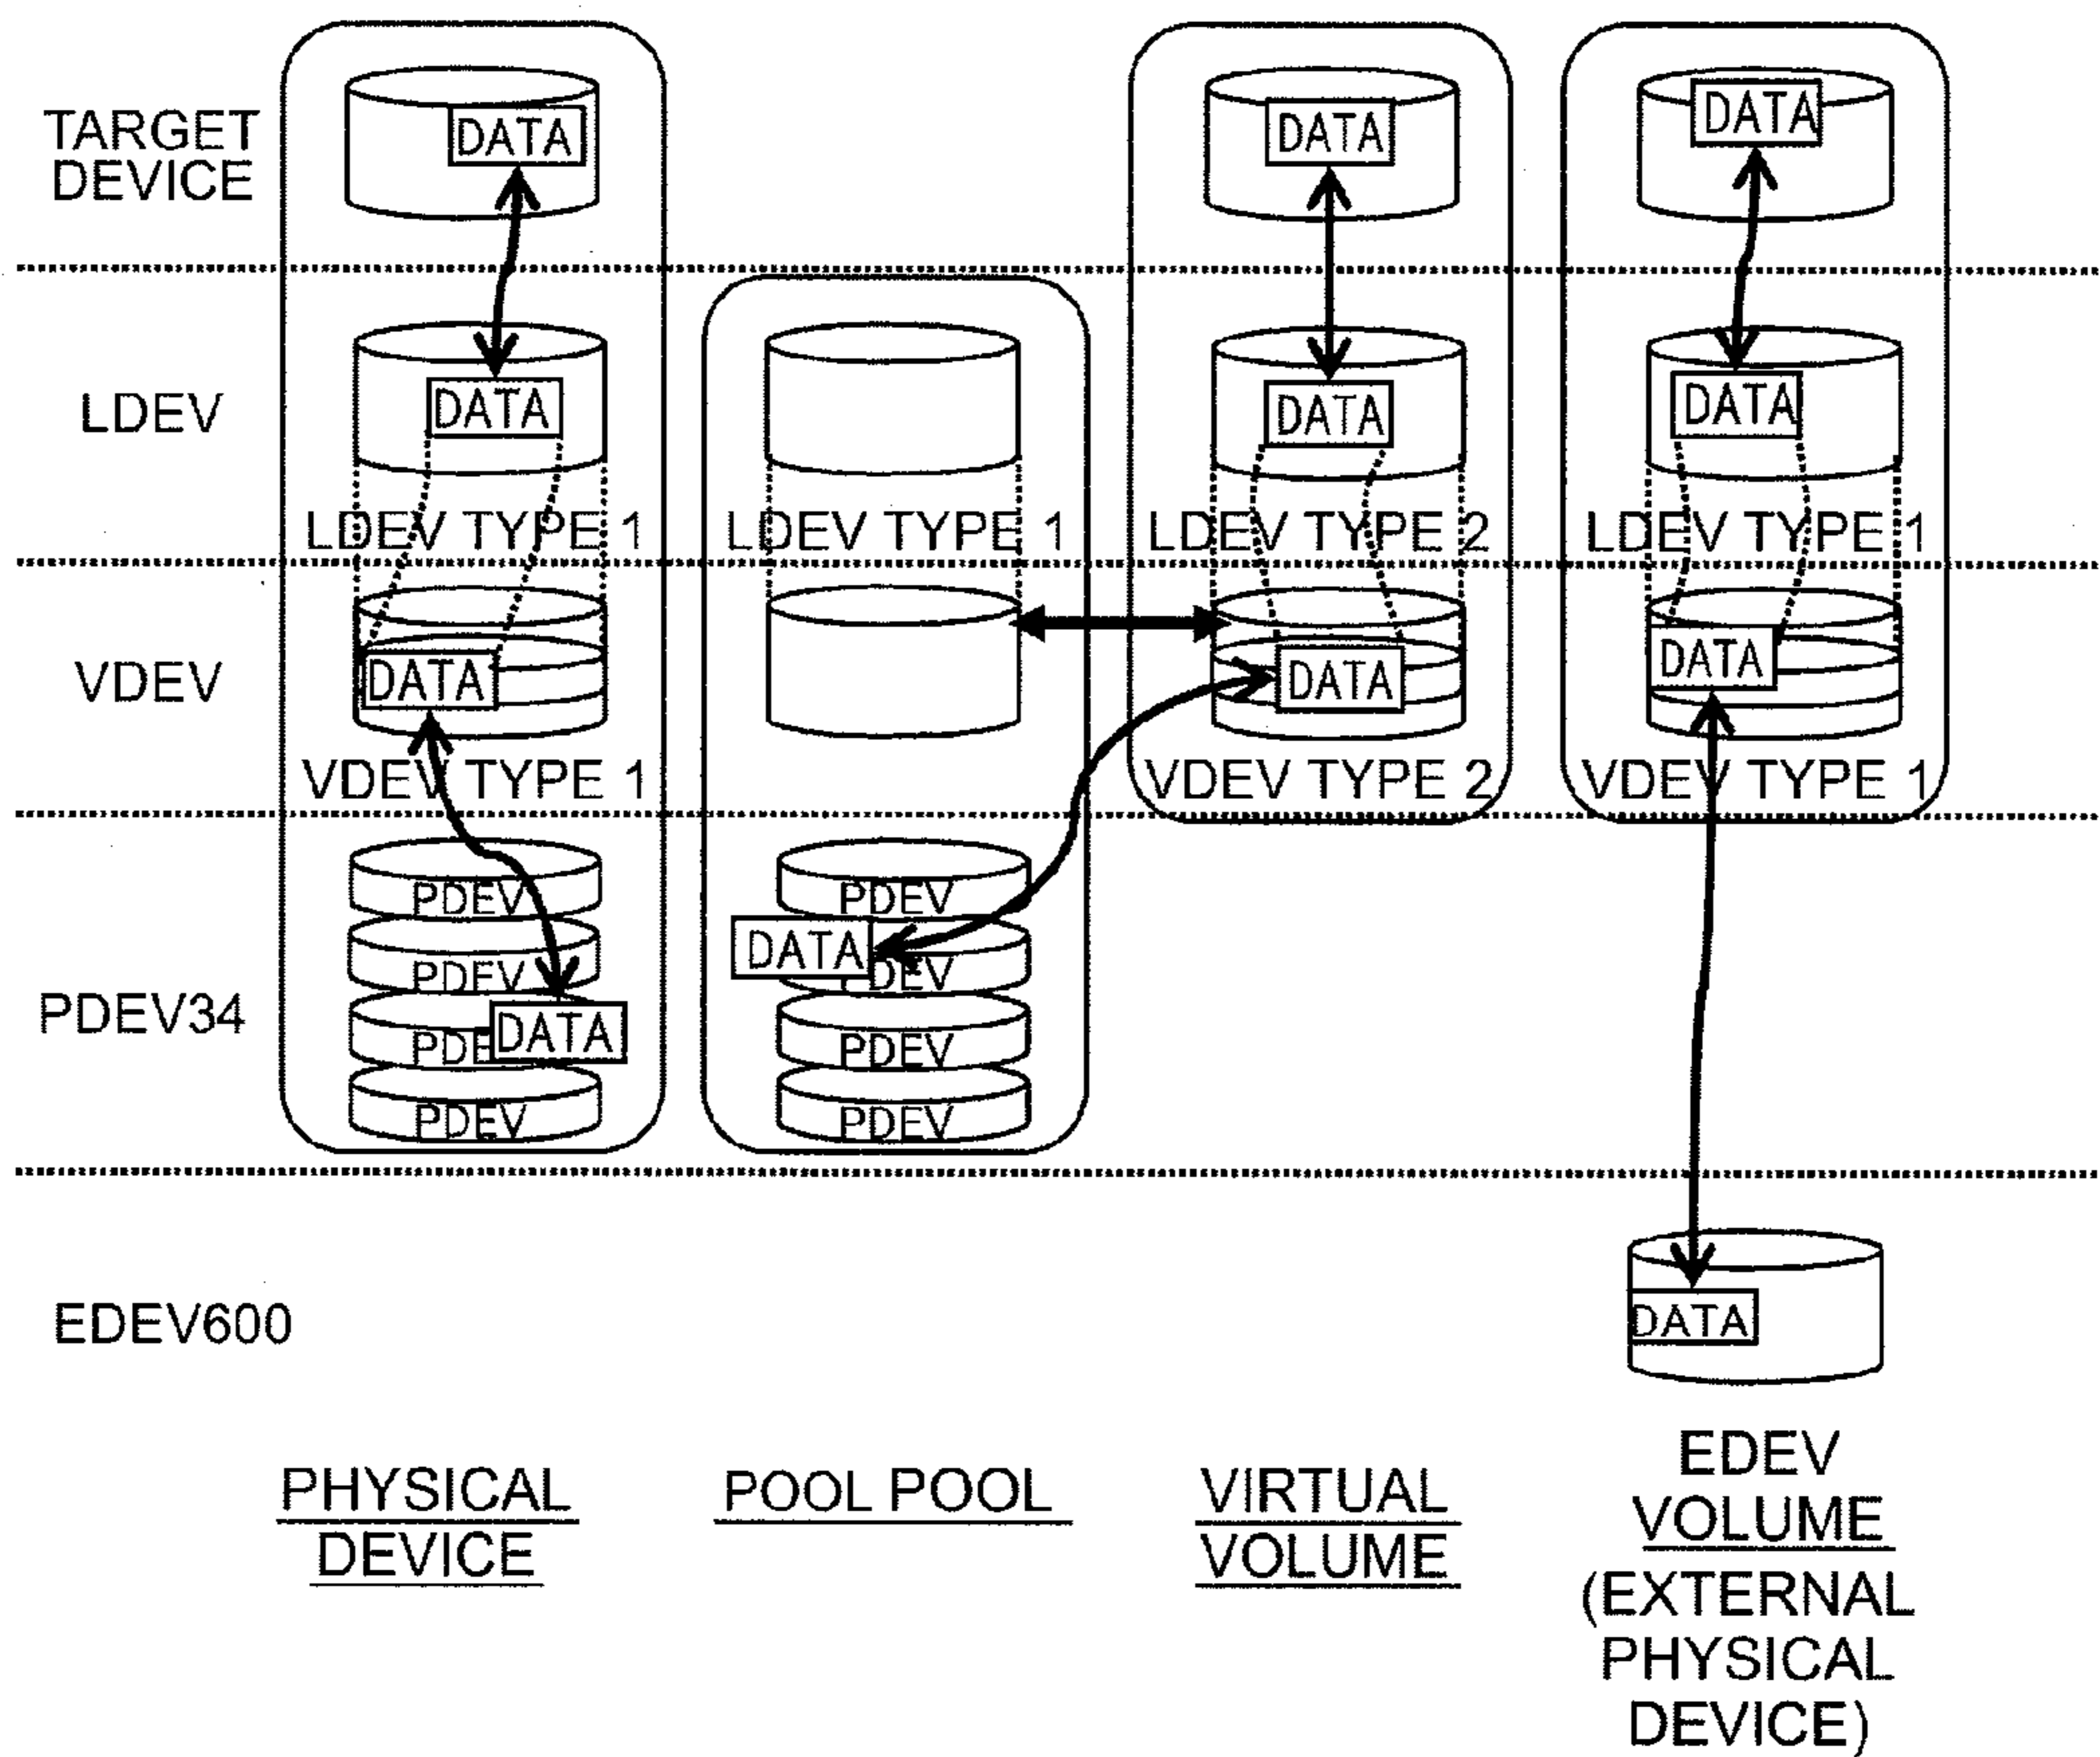 TARGET
DEVICE
DATA
DATA
DATA
LDEV
DATA
DATA
DATA
LDEV TYPE 1
LDEV TYPE 1
LDEV TYPE 2
LDEV TYPE 1
VDEV
DATA
DATA
DATA
VDEV TYPE 1
VDEV TYPE 2
VDEV TYPE 1
PDEV34
PDEV
PDEV
PDE
DATA
PDEV
PDEV
DATA
PDEV
PDEV
PDEV
EDEV600
DATA
PHYSICAL
DEVICE
POOL POOL
VIRTUAL
VOLUME
EDEV
VOLUME
(EXTERNAL
PHYSICAL
DEVICE)